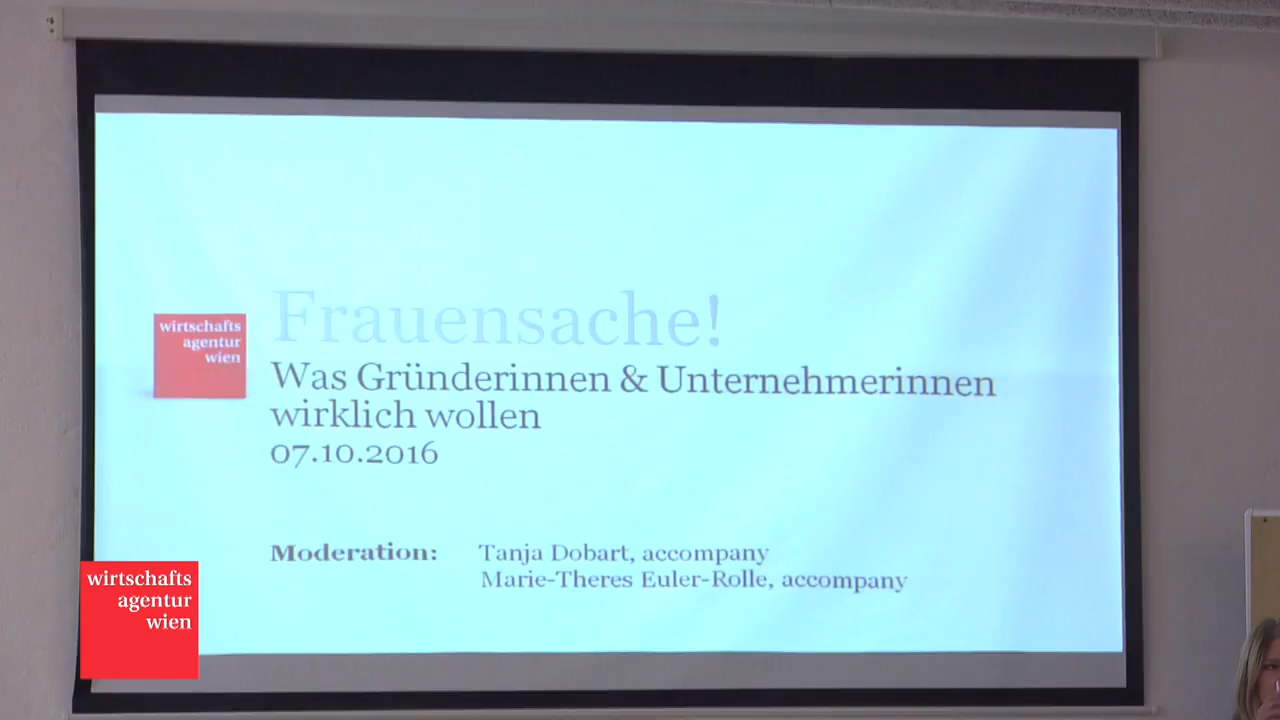 Frauensache!
wirtschafts
agentur
wien
Was Gründerinnen & Unternehmerinnen
wirklich wollen
07.10.2016
Moderation: Tanja Dobart, accompany
Marie-Theres Euler-Rolle, accompany
wirtschafts
agentur
wien